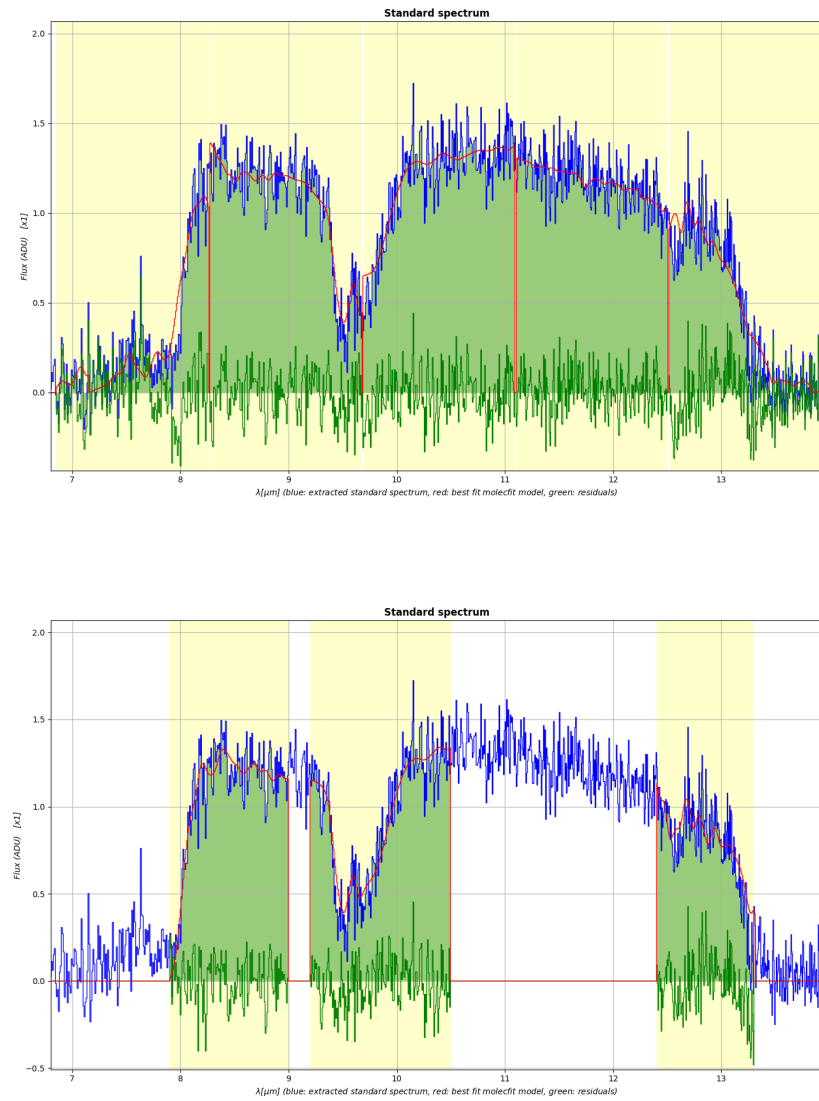 Standard spectrum
2.0
1.5
1.0
0.5
0.0
Flux (ADU) [x1]
7 8 9 10 11 12 13
λ[μm] (blue: extracted standard spectrum, red: best fit molecfit model, green: residuals)
Standard spectrum
2.0
1.5
1.0
0.5
0.0
−0.5
Flux (ADU) [x1]
7 8 9 10 11 12 13
λ[μm] (blue: extracted standard spectrum, red: best fit molecfit model, green: residuals)